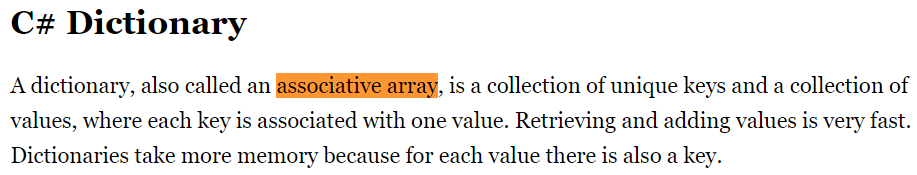 C# Dictionary
A dictionary, also called an associative array, is a collection of unique keys and a collection of
values, where each key is associated with one value. Retrieving and adding values is very fast.
Dictionaries take more memory because for each value there is also a key.